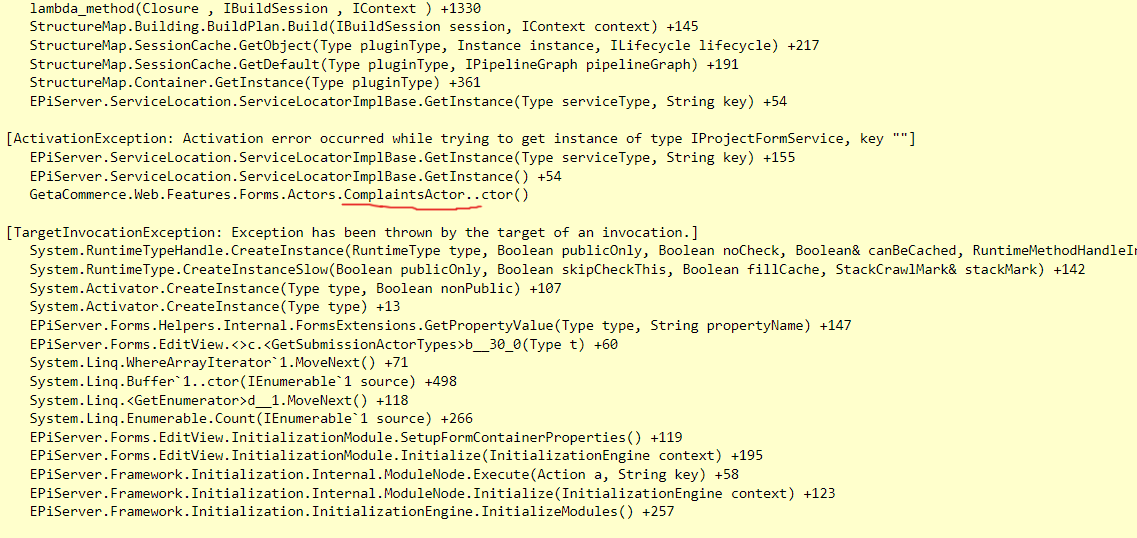 lambda_method(Closure , IBuildSession , IContext ) +1330
StructureMap.Building.BuildPlan.Build(IBuildSession session, IContext context) +145
StructureMap.SessionCache.GetObject(Type pluginType, Instance instance, ILifecycle lifecycle) +217
StructureMap.SessionCache.GetDefault(Type pluginType, IPipelineGraph pipelineGraph) +191
StructureMap.Container.GetInstance(Type pluginType) +361
EPiServer.ServiceLocation.ServiceLocatorImplBase.GetInstance(Type serviceType, String key) +54
[ActivationException: Activation error occurred while trying to get instance of type IProjectFormService, key ""]
EPiServer.ServiceLocation.ServiceLocatorImplBase.GetInstance(Type serviceType, String key) +155
EPiServer.ServiceLocation.ServiceLocatorImplBase.GetInstance() +54
GetaCommerce.Web.Features.Forms.Actors.ComplaintsActor..ctor()
[TargetInvocationException: Exception has been thrown by the target of an invocation.]
System.RuntimeTypeHandle.CreateInstance(RuntimeType type, Boolean publicOnly, Boolean noCheck, Boolean& canBeCached, RuntimeMethodHandleIn
System.RuntimeType.CreateInstanceSlow(Boolean publicOnly, Boolean skipCheckThis, Boolean fillCache, StackCrawlMark& stackMark) +142
System.Activator.CreateInstance(Type type, Boolean nonPublic) +107
System.Activator.CreateInstance(Type type) +13
EPiServer.Forms.Helpers.Internal.FormsExtensions.GetPropertyValue(Type type, String propertyName) +147
EPiServer.Forms.EditView.<>c.<GetSubmissionActorTypes>b__30_0(Type t) +60
System.Linq.WhereArrayIterator`1.MoveNext() +71
System.Linq.Buffer`1..ctor(IEnumerable`1 source) +498
System.Linq.<GetEnumerator>d__1.MoveNext() +118
System.Linq.Enumerable.Count(IEnumerable`1 source) +266
EPiServer.Forms.EditView.InitializationModule.SetupFormContainerProperties() +119
EPiServer.Forms.EditView.InitializationModule.Initialize(InitializationEngine context) +195
EPiServer.Framework.Initialization.Internal.ModuleNode.Execute(Action a, String key) +58
EPiServer.Framework.Initialization.Internal.ModuleNode.Initialize(InitializationEngine context) +123
EPiServer.Framework.Initialization.InitializationEngine.InitializeModules() +257